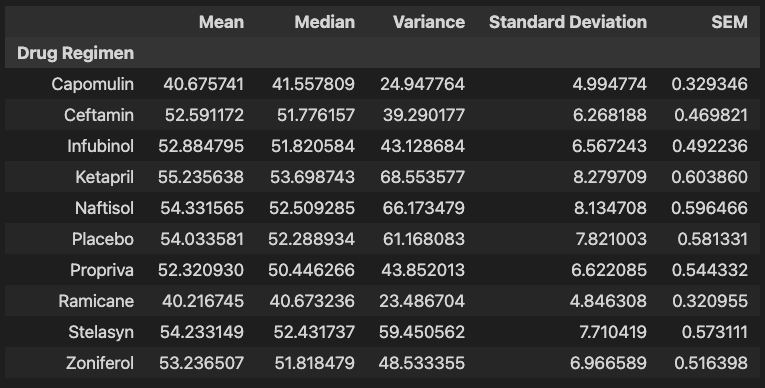 Mean Median Variance Standard Deviation SEM
Drug Regimen
Capomulin 40.675741 41.557809 24.947764 4.994774 0.329346
Ceftamin 52.591172 51.776157 39.290177 6.268188 0.469821
Infubinol 52.884795 51.820584 43.128684 6.567243 0.492236
Ketapril 55.235638 53.698743 68.553577 8.279709 0.603860
Naftisol 54.331565 52.509285 66.173479 8.134708 0.596466
Placebo 54.033581 52.288934 61.168083 7.821003 0.581331
Propriva 52.320930 50.446266 43.852013 6.622085 0.544332
Ramicane 40.216745 40.673236 23.486704 4.846308 0.320955
Stelasyn 54.233149 52.431737 59.450562 7.710419 0.573111
Zoniferol 53.236507 51.818479 48.533355 6.966589 0.516398